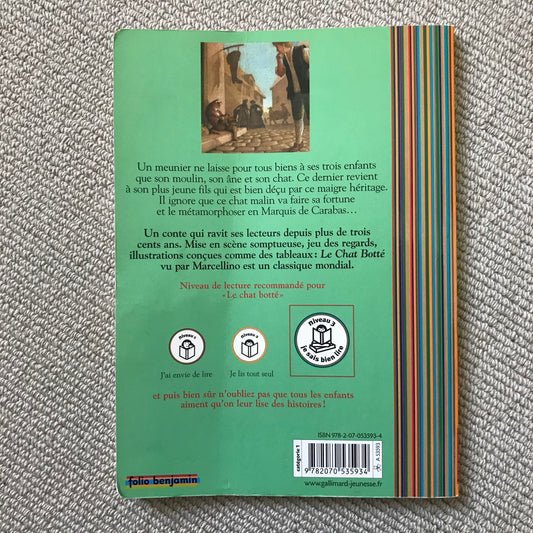 Un meunier ne laisse pour tous biens à ses trois enfants
que son moulin, son âne et son chat. Ce dernier revient
à son plus jeune fils qui est bien déçu par ce maigre héritage.
Il ignore que ce chat malin va faire sa fortune
et le métamorphoser en Marquis de Carabas…
Un conte qui ravit ses lecteurs depuis plus de trois
cents ans. Mise en scène somptueuse, jeu des regards,
illustrations conçues comme des tableaux : Le Chat Botté
vu par Marcellino est un classique mondial.
Niveau de lecture recommandé pour
« Le chat botté »
niveau 1
J'ai envie de lire
Je lis tout seul
niveau 3
je sais bien lire
et puis bien sûr n'oubliez pas que tous les enfants
aiment qu'on leur lise des histoires !
ISBN 978-2-07-053593-4
catégorie 1
A 53593
9 782070 535934
folio benjamin
www.gallimard-jeunesse.fr